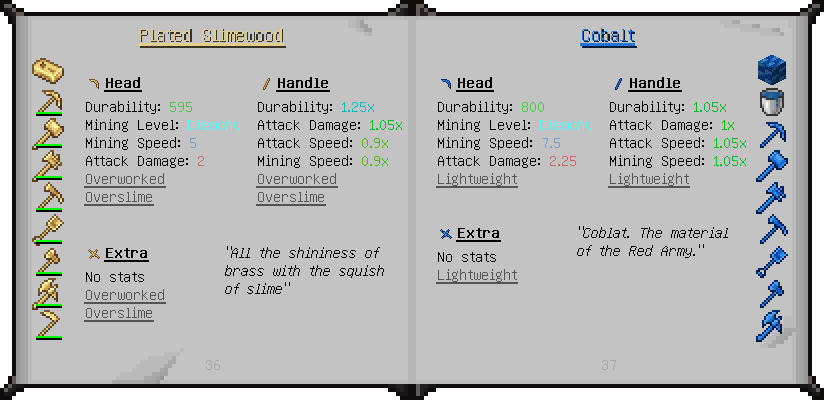 Plated Slimewood
Head
Durability: 595
Mining Level: Diamond
Mining Speed: 5
Attack Damage: 2
Overworked
Overslime
Handle
Durability: 1.25x
Attack Damage: 1.05x
Attack Speed: 0.9x
Mining Speed: 0.9x
Overworked
Overslime
Extra
No stats
Overworked
Overslime
"All the shininess of
brass with the squish
of slime"
36
Cobalt
Head
Durability: 800
Mining Level: Diamond
Mining Speed: 7.5
Attack Damage: 2.25
Lightweight
Handle
Durability: 1.05x
Attack Damage: 1x
Attack Speed: 1.05x
Mining Speed: 1.05x
Lightweight
Extra
No stats
Lightweight
"Coblat. The material
of the Red Army."
37